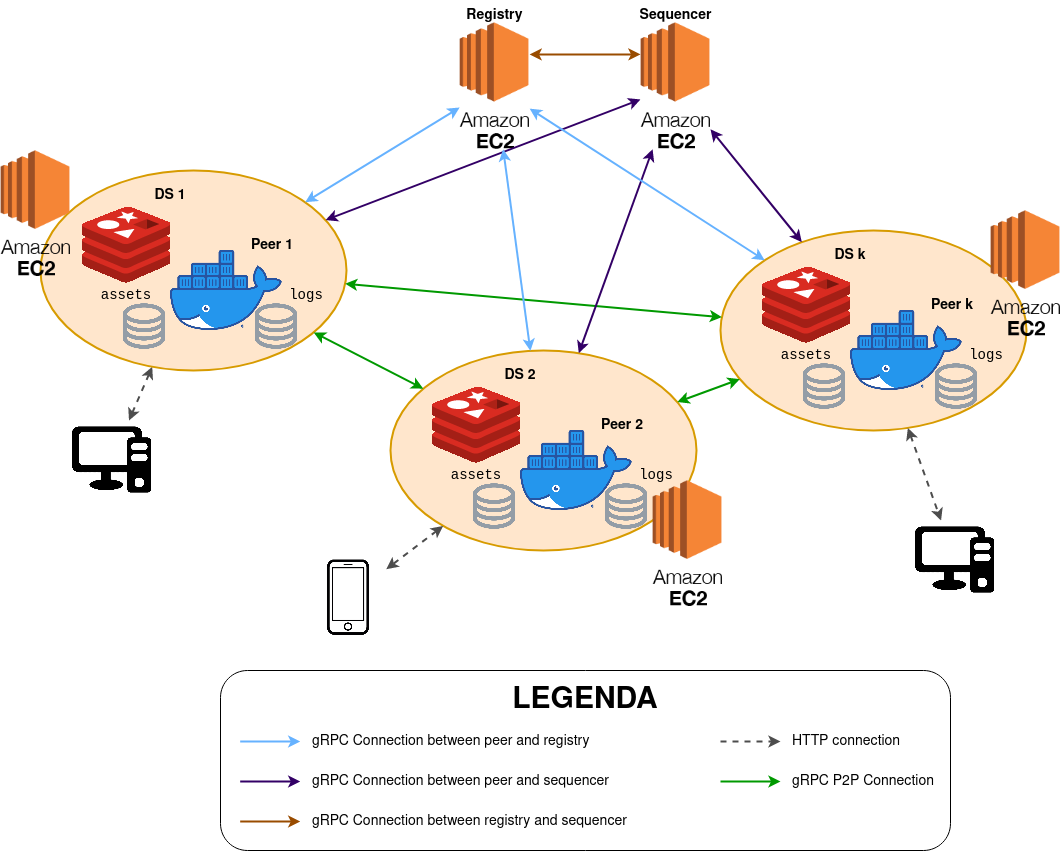 Registry
Sequencer
Amazon
EC2
Amazon
EC2
Amazon
EC2
DS 1
Peer 1
assets
logs
DS k
Peer k
assets
logs
Amazon
EC2
DS 2
Peer 2
assets
logs
Amazon
EC2
LEGENDA
gRPC Connection between peer and registry
HTTP connection
gRPC Connection between peer and sequencer
gRPC P2P Connection
gRPC Connection between registry and sequencer